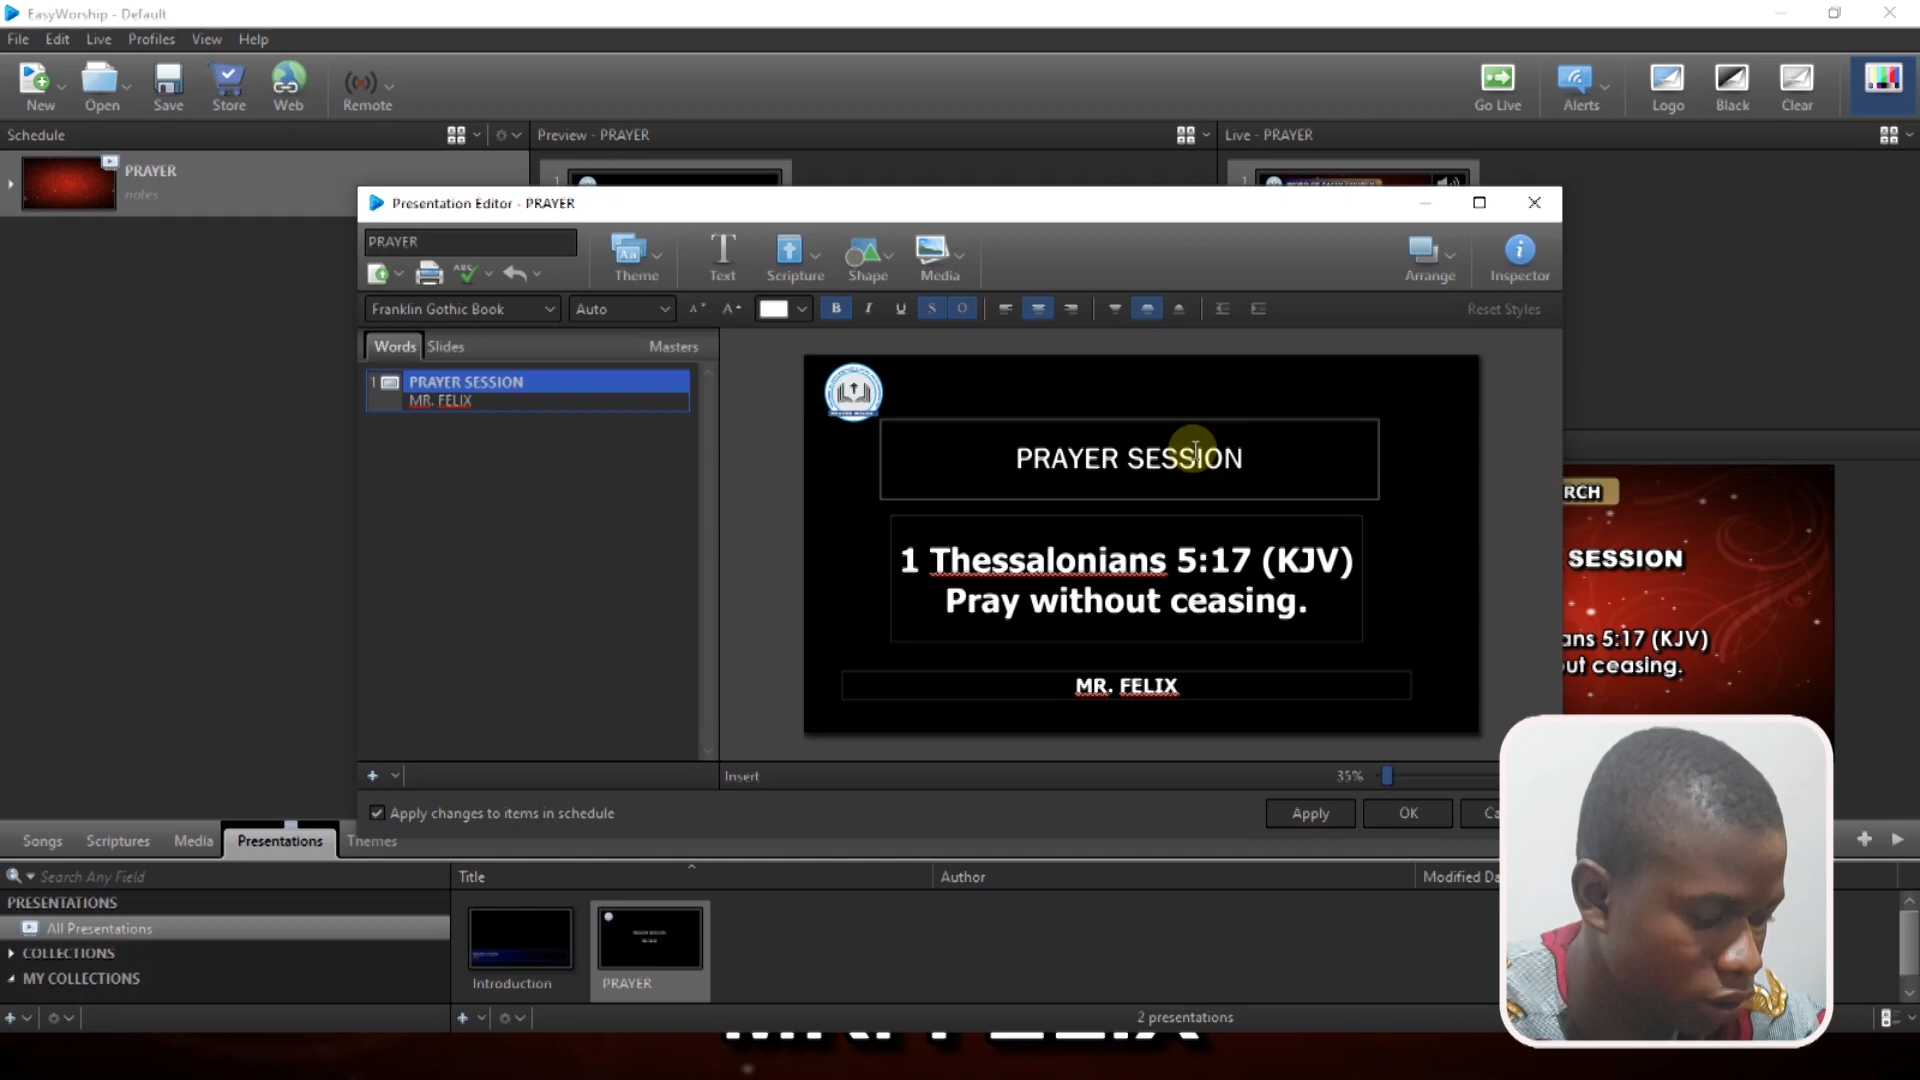 EasyWorship - Default
File Edit Live Profiles View Help
New Open Save Store Web Remote Go Live Alerts Logo Black Clear
Schedule Preview - PRAYER Live - PRAYER
PRAYER
notes
1
1
Presentation Editor - PRAYER
PRAYER
Theme Text Scripture Shape Media Arrange Inspector
Franklin Gothic Book Auto B I U S O Reset Styles
Words Slides Masters
1 PRAYER SESSION
MR. FELIX
PRAYER SESSION
1 Thessalonians 5:17 (KJV)
Pray without ceasing.
MR. FELIX
RCH
SESSION
ans 5:17 (KJV)
ut ceasing.
Insert 35%
Apply changes to items in schedule Apply OK Ca
Songs Scriptures Media Presentations Themes
Search Any Field Title Author Modified Da
PRESENTATIONS
All Presentations
COLLECTIONS
MY COLLECTIONS
Introduction PRAYER
2 presentations